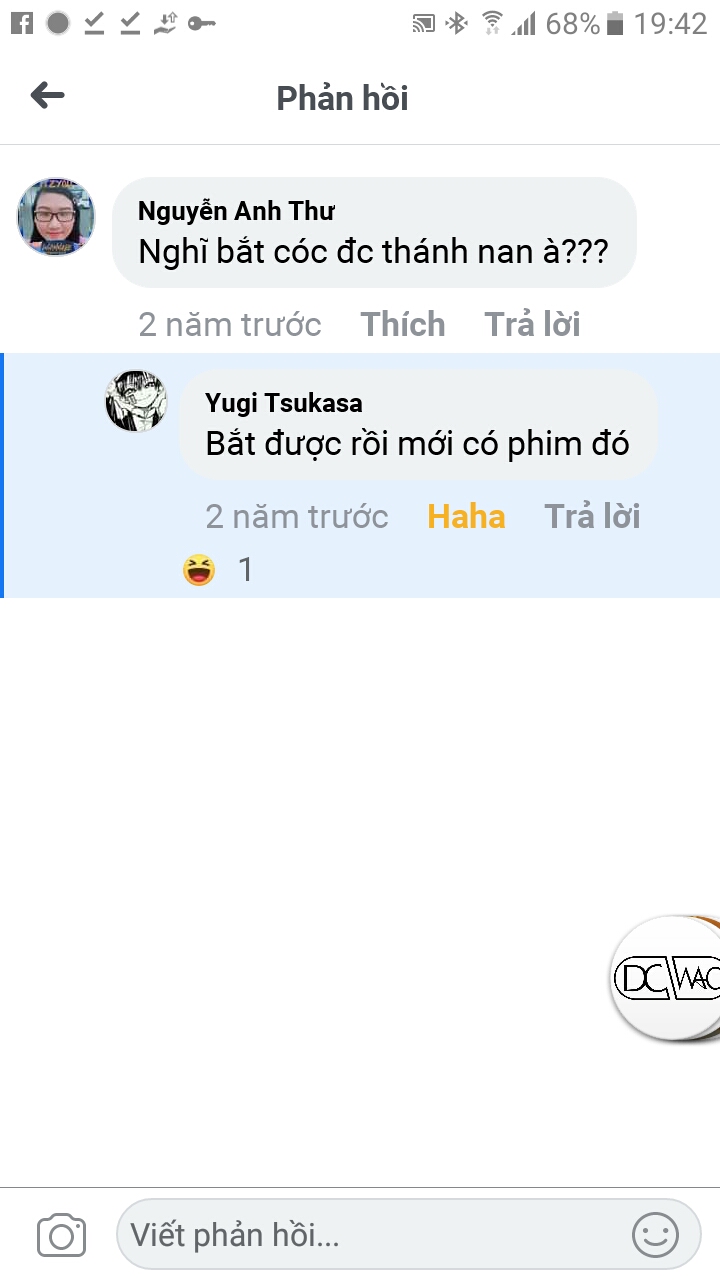 68% 19:42
Phản hồi
Nguyễn Anh Thư
Nghĩ bắt cóc đc thánh nan à???
2 năm trước Thích Trả lời
Yugi Tsukasa
Bắt được rồi mới có phim đó
2 năm trước Haha Trả lời
1
DC WAC
Viết phản hồi...